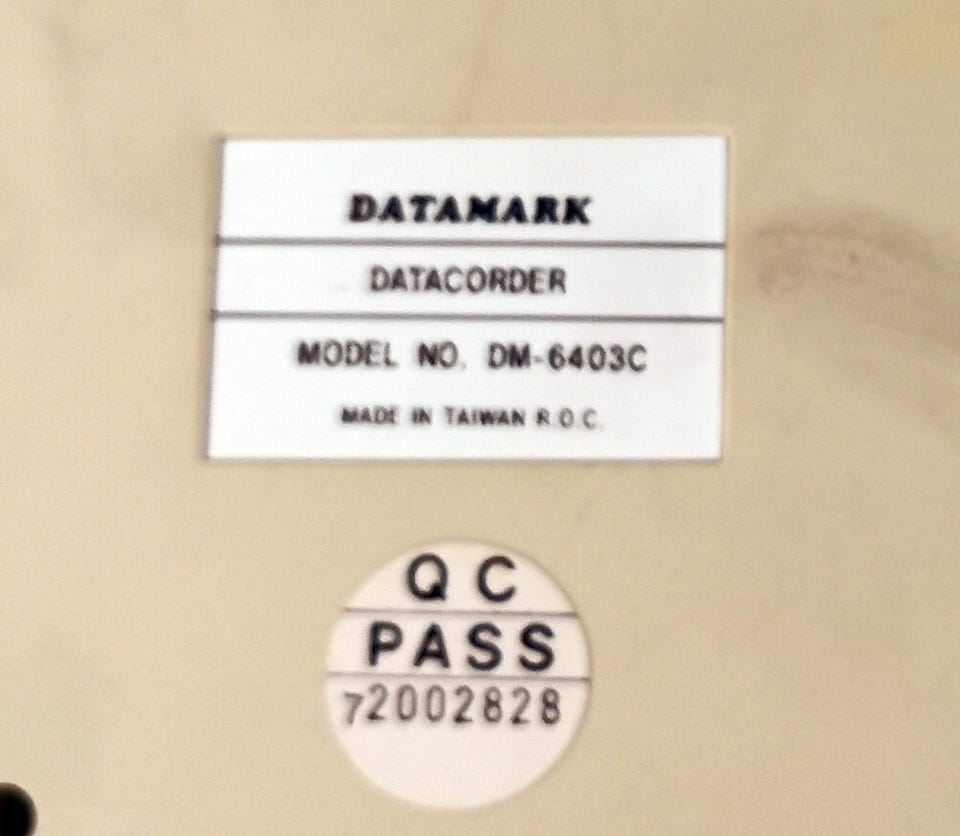 DATAMARK
DATACORDER
MODEL NO. DM-6403C
MADE IN TAIWAN R.O.C.
QC
PASS
72002828